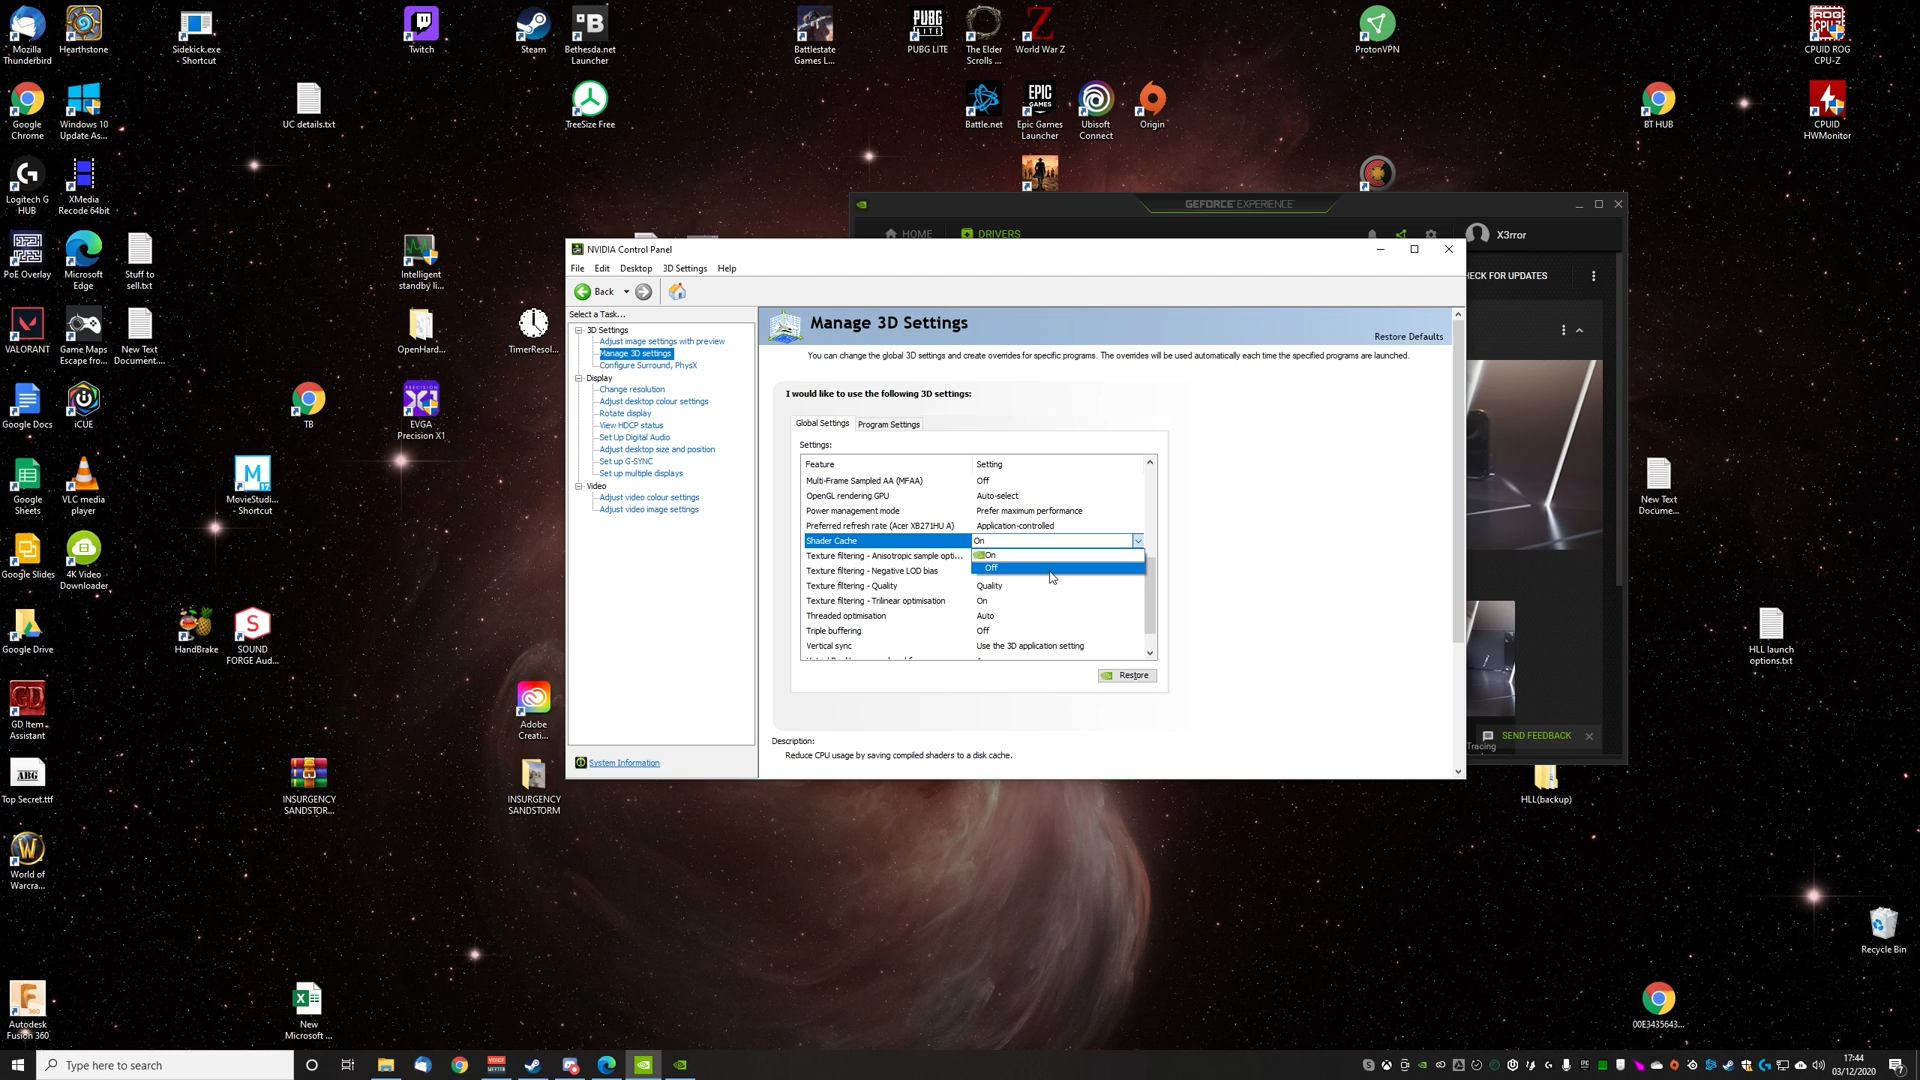 Mozilla
Thunderbird
Hearthstone
Sidekick.exe
- Shortcut
Twitch
Steam
Bethesda.net
Launcher
Battlestate
Games L...
PUBG LITE
The Elder
Scrolls ...
World War Z
ProtonVPN
CPUID ROG
CPU-Z
Google
Chrome
Windows 10
Update As...
UC details.txt
TreeSize Free
Battle.net
Epic Games
Launcher
Ubisoft
Connect
Origin
BT HUB
CPUID
HWMonitor
Logitech G
HUB
XMedia
Recode 64bit
PoE Overlay
Microsoft
Edge
Stuff to
sell.txt
Intelligent
standby li...
VALORANT
Game Maps
Escape fro...
New Text
Document...
OpenHard...
TimerResol...
Google Docs
iCUE
TB
EVGA
Precision X1
Google
Sheets
VLC media
player
MovieStudi...
- Shortcut
Google Slides
4K Video
Downloader
Google Drive
HandBrake
SOUND
FORGE Aud...
GD Item
Assistant
Adobe
Creati...
Top Secret.ttf
INSURGENCY
SANDSTOR...
INSURGENCY
SANDSTORM
World of
Warcra...
Autodesk
Fusion 360
New
Microsoft ...
New Text
Docume...
HLL launch
options.txt
HLL(backup)
Recycle Bin
00E3435643...
GEFORCE EXPERIENCE
HOME
DRIVERS
X3rror
HECK FOR UPDATES
SEND FEEDBACK
Tracing
NVIDIA Control Panel
File Edit Desktop 3D Settings Help
Back
Select a Task...
3D Settings
Adjust image settings with preview
Manage 3D settings
Configure Surround, PhysX
Display
Change resolution
Adjust desktop colour settings
Rotate display
View HDCP status
Set Up Digital Audio
Adjust desktop size and position
Set up G-SYNC
Set up multiple displays
Video
Adjust video colour settings
Adjust video image settings
System Information
Manage 3D Settings
Restore Defaults
You can change the global 3D settings and create overrides for specific programs. The overrides will be used automatically each time the specified programs are launched.
I would like to use the following 3D settings:
Global Settings Program Settings
Settings:
Feature Setting
Multi-Frame Sampled AA (MFAA) Off
OpenGL rendering GPU Auto-select
Power management mode Prefer maximum performance
Preferred refresh rate (Acer XB271HU A) Application-controlled
Shader Cache On
Texture filtering - Anisotropic sample opti... On
Texture filtering - Negative LOD bias Off
Texture filtering - Quality Quality
Texture filtering - Trilinear optimisation On
Threaded optimisation Auto
Triple buffering Off
Vertical sync Use the 3D application setting
Restore
Description:
Reduce CPU usage by saving compiled shaders to a disk cache.
Type here to search
17:44
03/12/2020